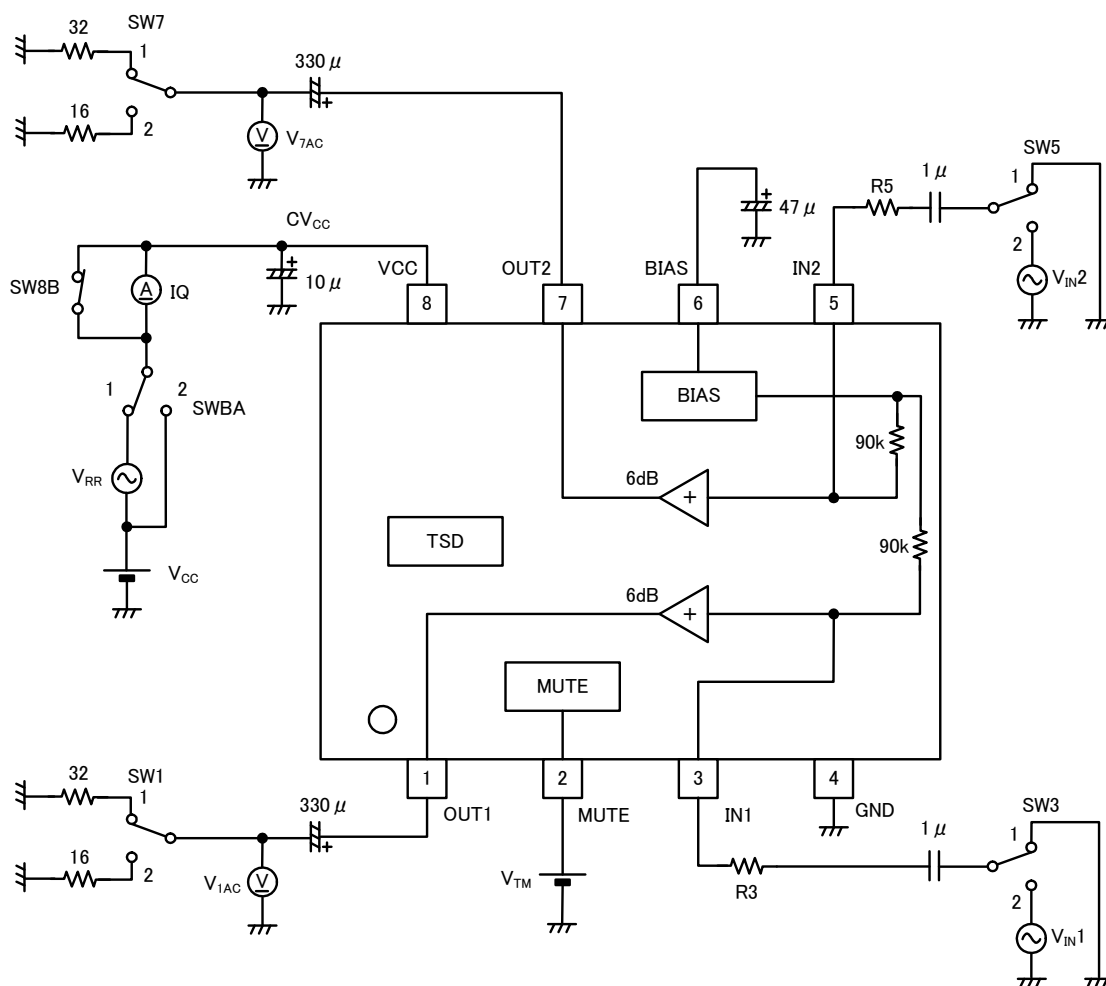 32
SW7
1
330μ
16
2
V7AC
SW5
1μ
1
R5
47μ
2
CVCC
VCC
OUT2
BIAS
IN2
VIN2
SW8B
A
IQ
10μ
8
7
6
5
1
2
SWBA
BIAS
90k
VRR
6dB
+
TSD
90k
VCC
6dB
+
MUTE
32
SW1
1
330μ
1
2
3
4
OUT1
MUTE
IN1
GND
SW3
16
2
1μ
1
V1AC
V
VTM
R3
2
VIN1
V
+
+
+
+